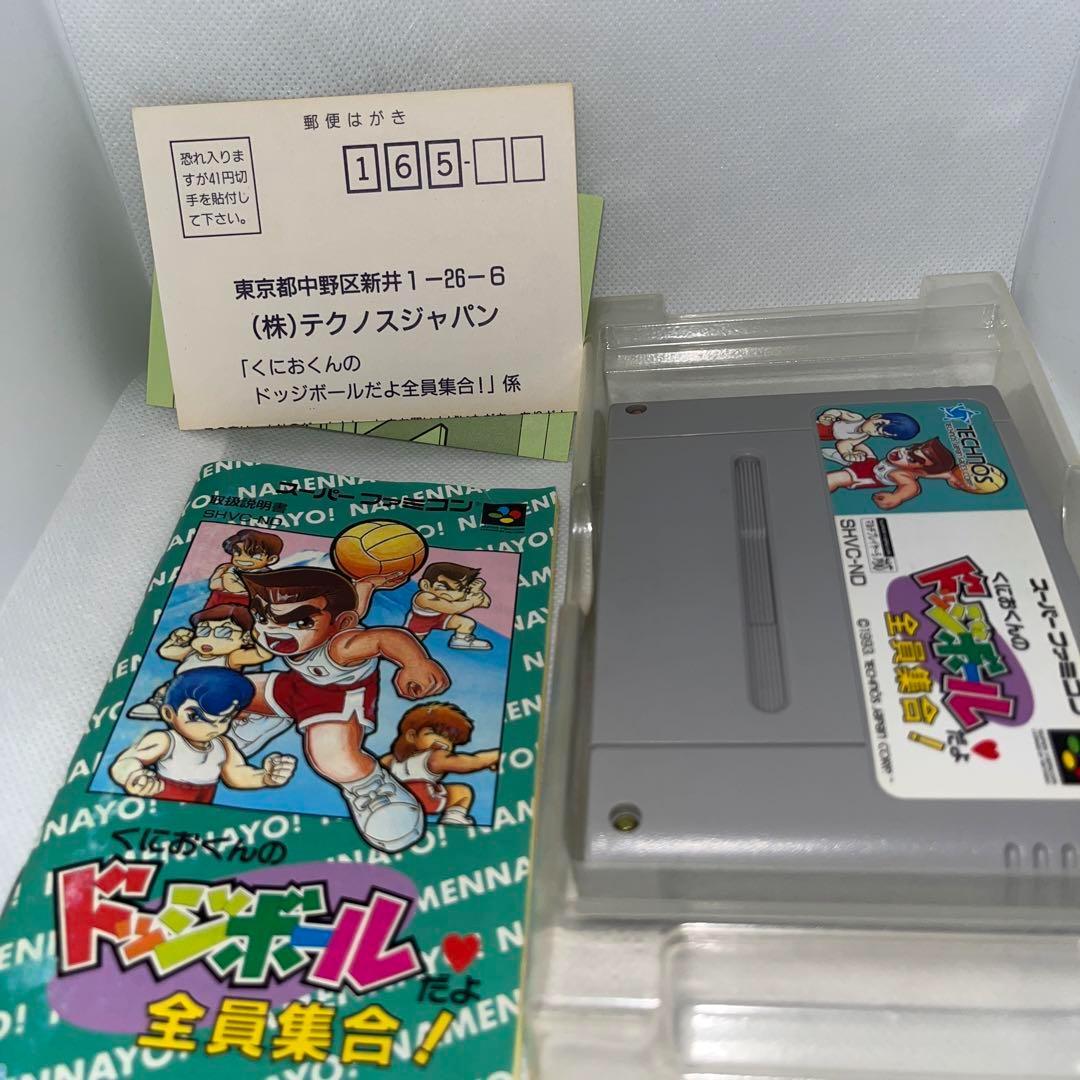 郵便はがき
恐れ入りま
すが41円切
手を貼付し
て下さい。
165-
東京都中野区新井1-26-6
(株)テクノスジャパン
「くにおくんの
ドッジボールだよ全員集合!」係
スーパーファミコン
取扱説明書
SHVC-ND
NAMENNAYO!
くにおくんの
ドッジボール
だよ
全員集合!
TECHNOS
スーパーファミコン
SHVC-ND
くにおくんの
ドッジボール
だよ
全員集合!
©1993 TECHNOS JAPAN CORP.